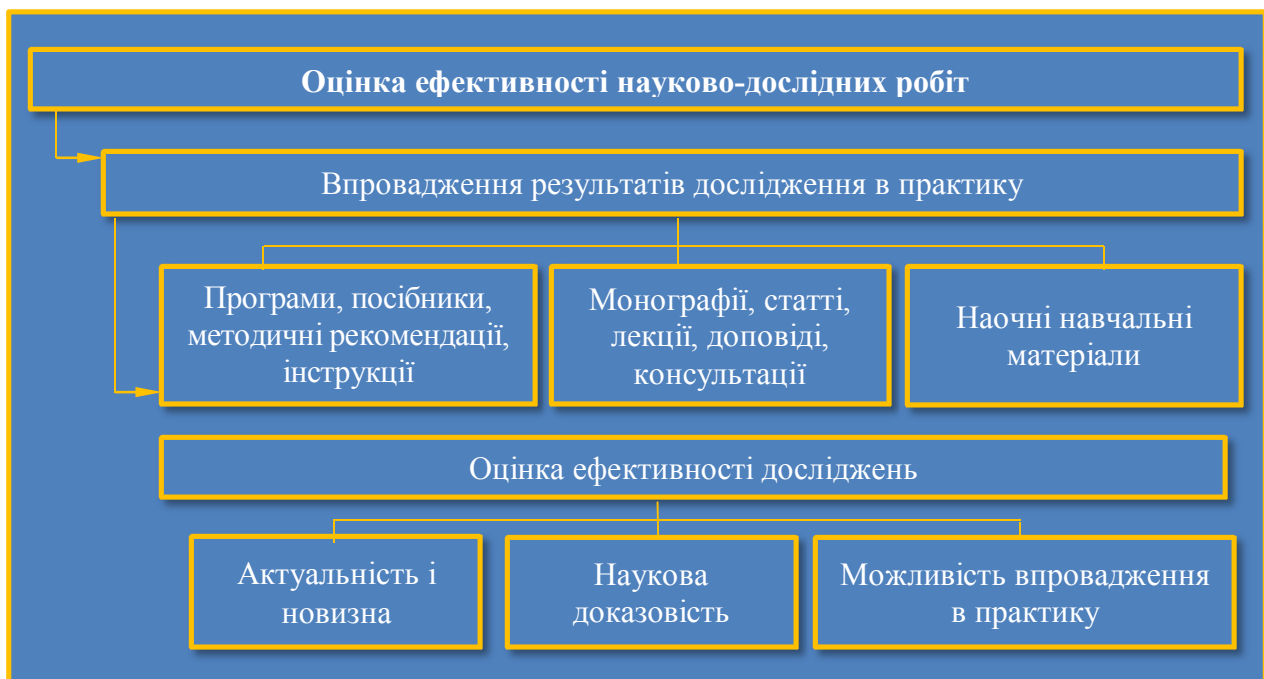 Оцінка ефективності науково-дослідних робіт
Впровадження результатів дослідження в практику
Програми, посібники,
методичні рекомендації,
інструкції
Монографії, статті,
лекції, доповіді,
консультації
Наочні навчальні
матеріали
Оцінка ефективності досліджень
Актуальність і
новизна
Наукова
доказовість
Можливість впровадження
в практику